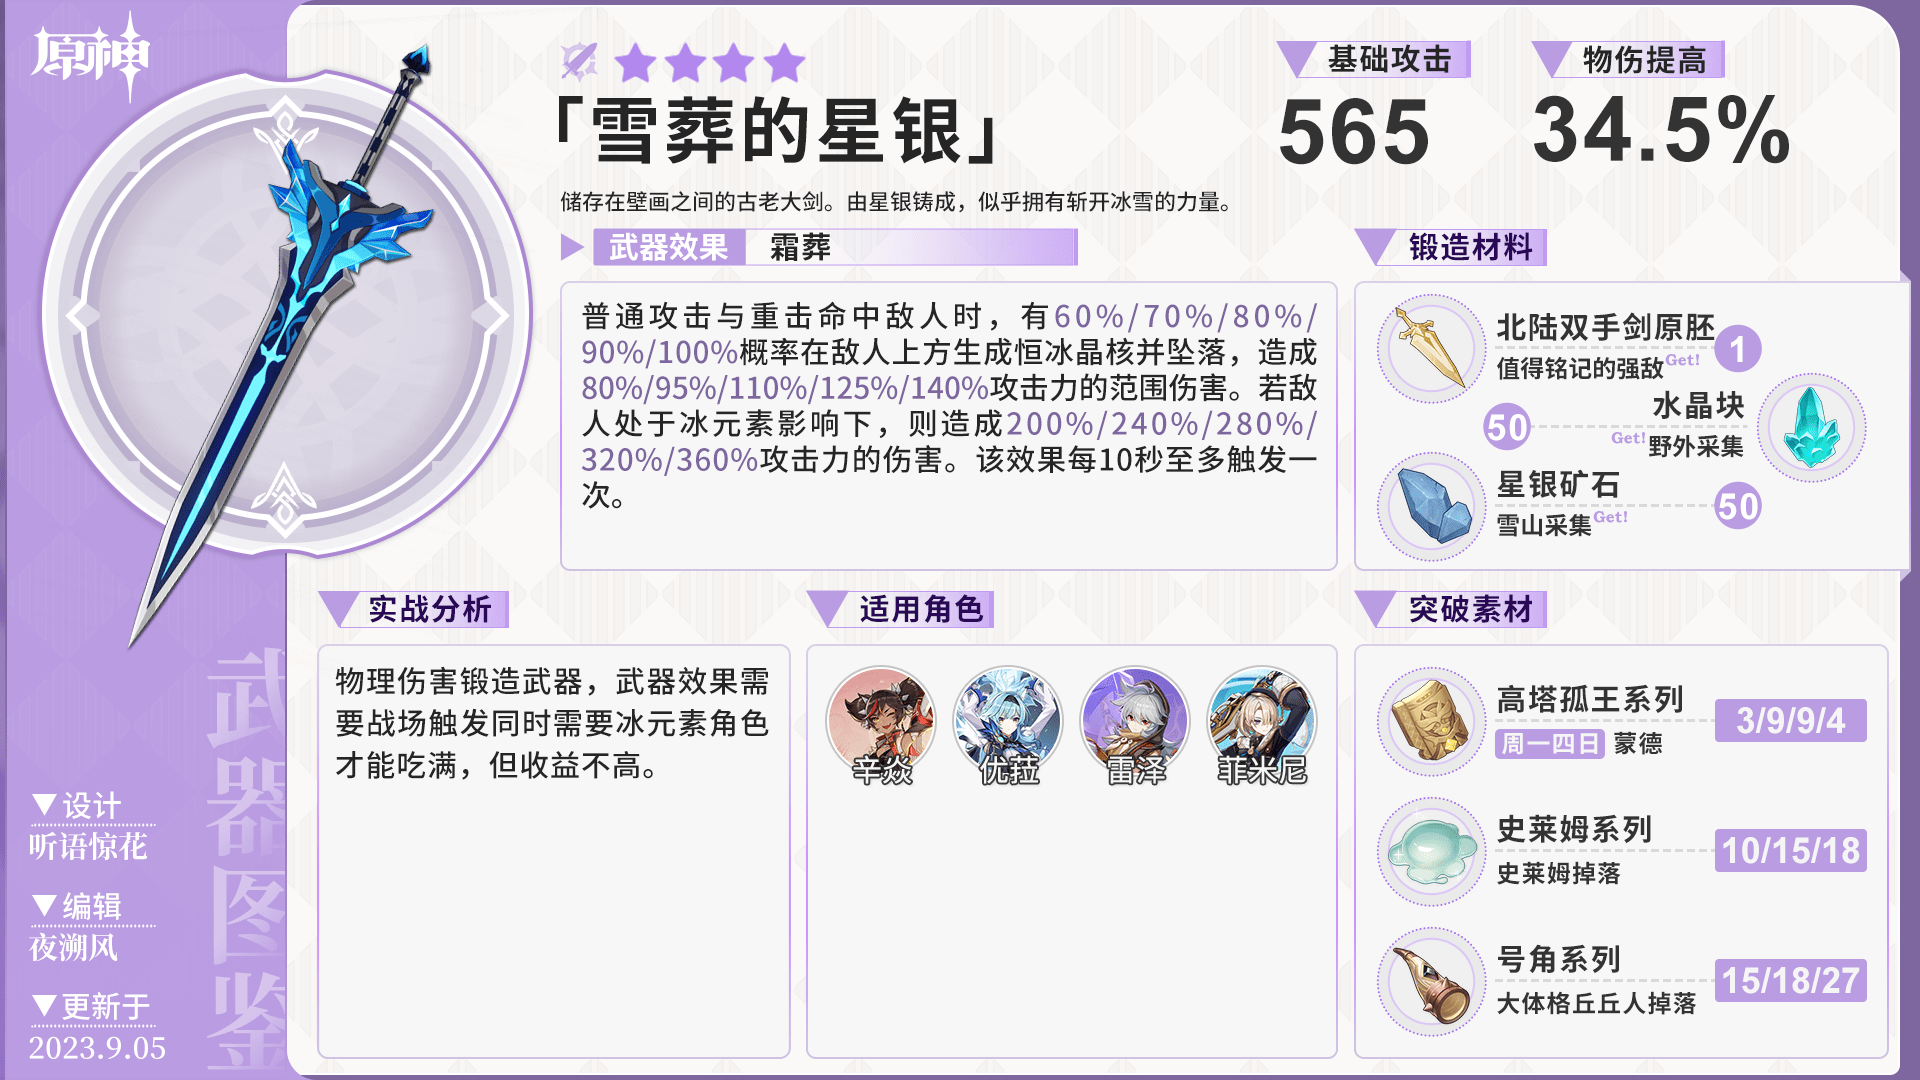 原神
「雪葬的星银」
基础攻击
565
物伤提高
34.5%
储存在壁画之间的古老大剑。由星银铸成，似乎拥有斩开冰雪的力量。
武器效果 霜葬
普通攻击与重击命中敌人时，有60%/70%/80%/
90%/100%概率在敌人上方生成恒冰晶核并坠落，造成
80%/95%/110%/125%/140%攻击力的范围伤害。若敌
人处于冰元素影响下，则造成200%/240%/280%/
320%/360%攻击力的伤害。该效果每10秒至多触发一
次。
锻造材料
北陆双手剑原胚
值得铭记的强敌Get!
1
水晶块
50
Get!野外采集
星银矿石
雪山采集Get!
50
实战分析
物理伤害锻造武器，武器效果需
要战场触发同时需要冰元素角色
才能吃满，但收益不高。
适用角色
辛焱 优菈 雷泽 菲米尼
突破素材
高塔孤王系列
周一四日 蒙德
3/9/9/4
史莱姆系列
史莱姆掉落
10/15/18
号角系列
大体格丘丘人掉落
15/18/27
武器图鉴
▼设计
听语惊花
▼编辑
夜溯风
▼更新于
2023.9.05